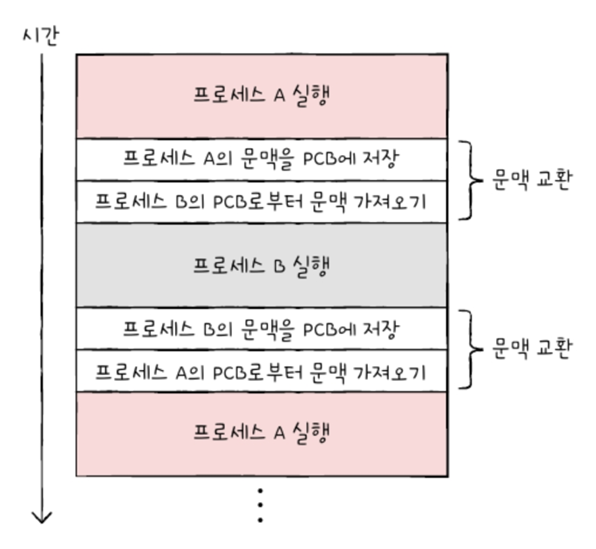 시간
프로세스 A 실행
프로세스 A의 문맥을 PCB에 저장
프로세스 B의 PCB로부터 문맥 가져오기
문맥 교환
프로세스 B 실행
프로세스 B의 문맥을 PCB에 저장
프로세스 A의 PCB로부터 문맥 가져오기
문맥 교환
프로세스 A 실행